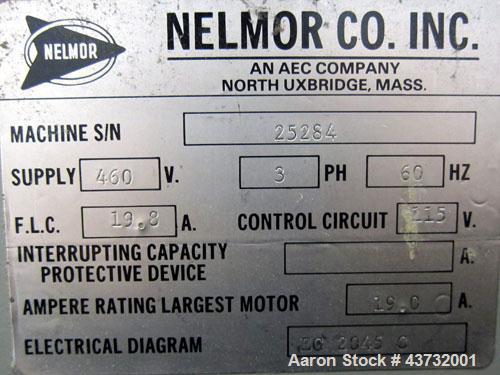 NELMOR
NELMOR CO. INC.
AN AEC COMPANY
NORTH UXBRIDGE, MASS.
MACHINE S/N 25284
SUPPLY 460 V. 3 PH 60 HZ
F.L.C. 19.8 A. CONTROL CIRCUIT 115 V.
INTERRUPTING CAPACITY
PROTECTIVE DEVICE A.
AMPERE RATING LARGEST MOTOR 19.0 A.
ELECTRICAL DIAGRAM 2045 C
Aaron Stock # 43732001